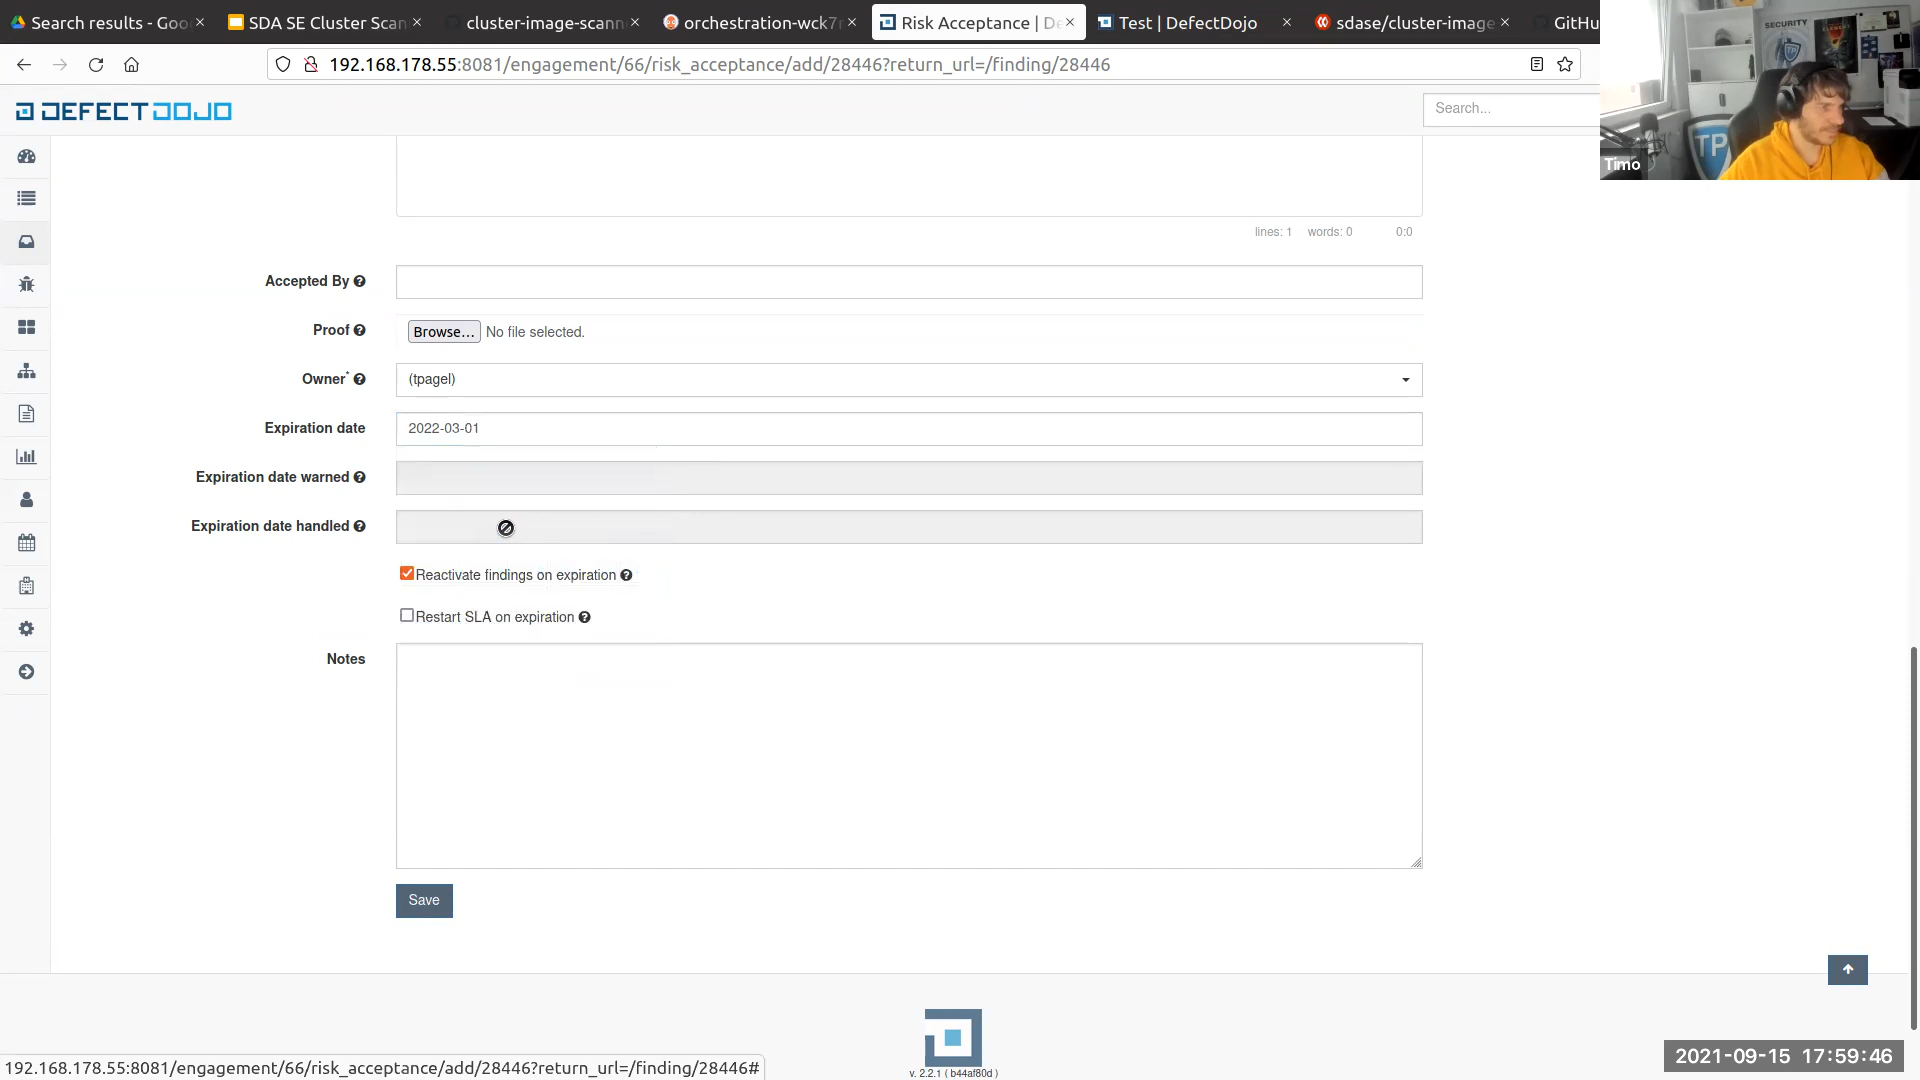 Search results - Goo
SDA SE Cluster Scan
cluster-image-scann
orchestration-wck7r
Risk Acceptance | De
Test | DefectDojo
sdase/cluster-image
GitHu
192.168.178.55:8081/engagement/66/risk_acceptance/add/28446?return_url=/finding/28446
DEFECTDOJO
Search...
SECURITY
TP
Timo
lines: 1 words: 0 0:0
Accepted By
Proof
Browse... No file selected.
Owner*
(tpagel)
Expiration date
2022-03-01
Expiration date warned
Expiration date handled
Reactivate findings on expiration
Restart SLA on expiration
Notes
Save
v. 2.2.1 ( b44af80d )
192.168.178.55:8081/engagement/66/risk_acceptance/add/28446?return_url=/finding/28446#
2021-09-15 17:59:46